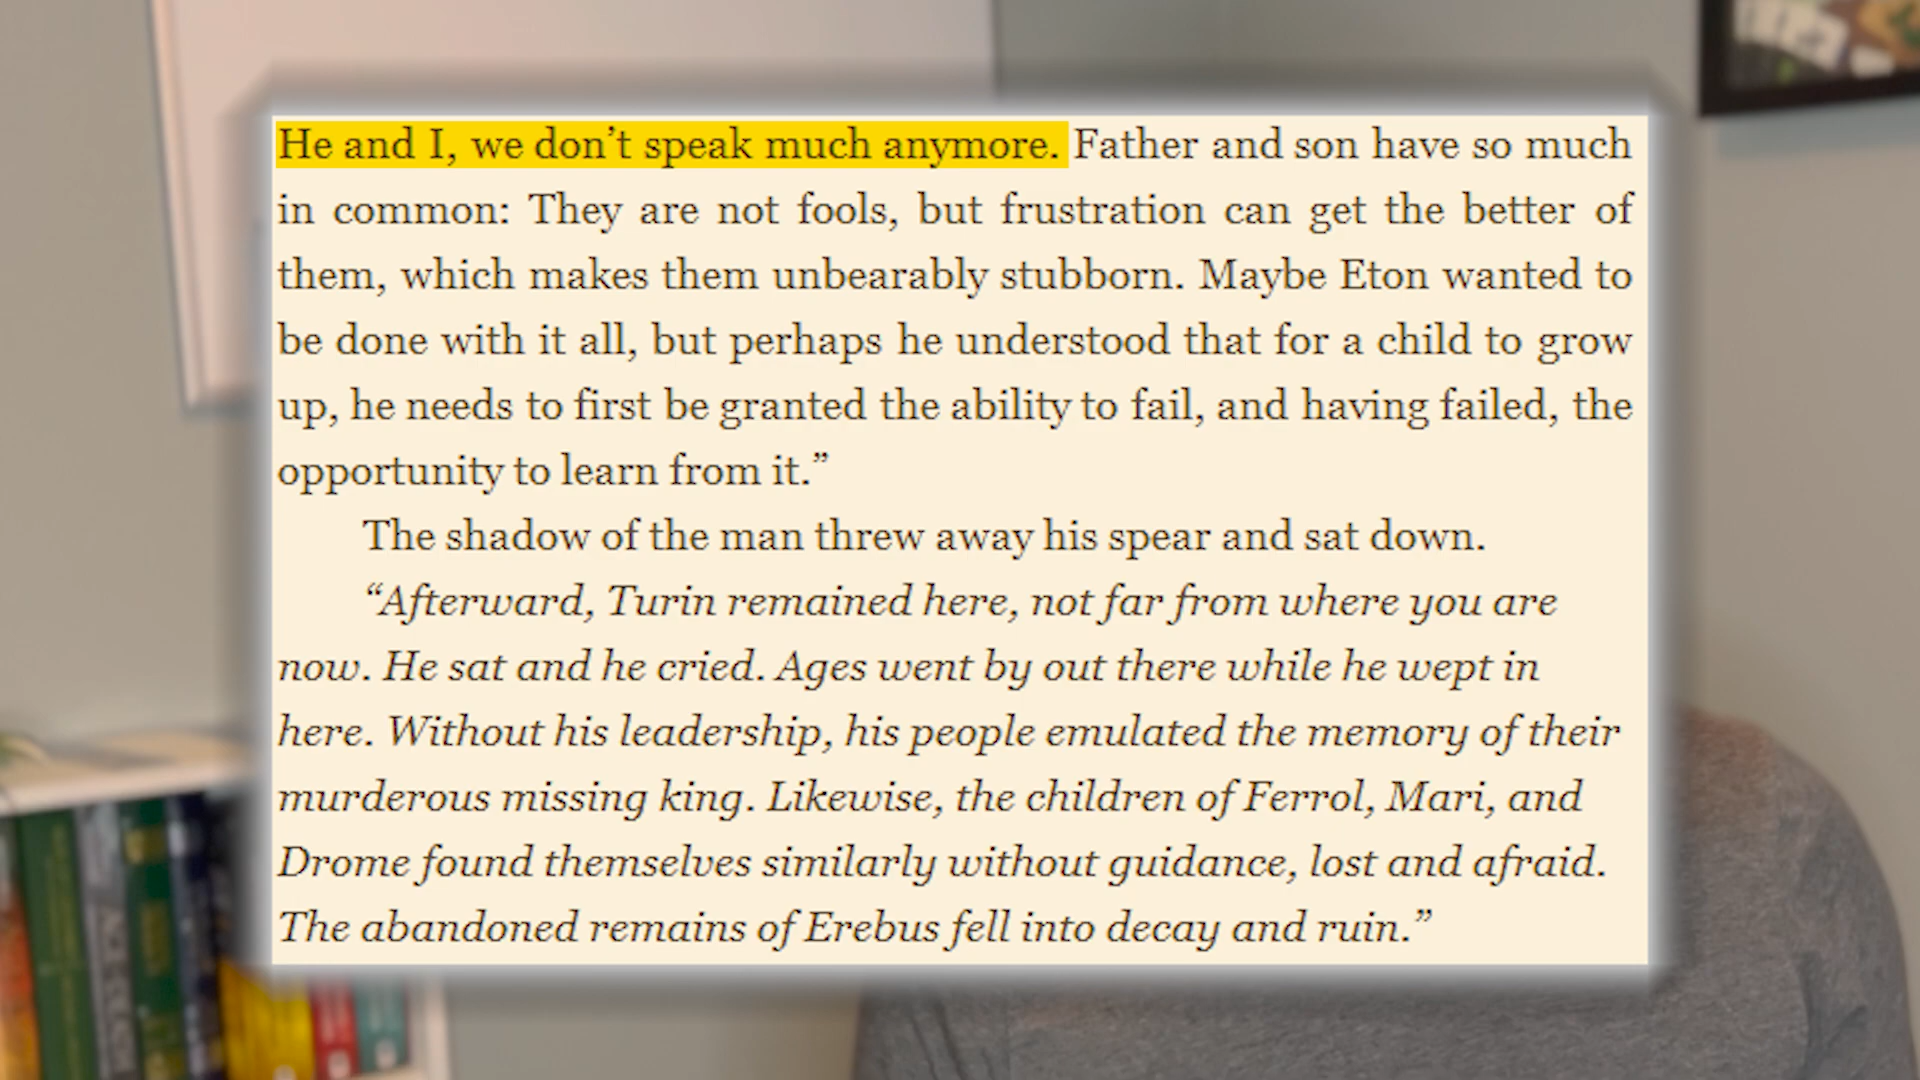 He and I, we don’t speak much anymore. Father and son have so much
in common: They are not fools, but frustration can get the better of
them, which makes them unbearably stubborn. Maybe Eton wanted to
be done with it all, but perhaps he understood that for a child to grow
up, he needs to first be granted the ability to fail, and having failed, the
opportunity to learn from it.”
The shadow of the man threw away his spear and sat down.
“Afterward, Turin remained here, not far from where you are
now. He sat and he cried. Ages went by out there while he wept in
here. Without his leadership, his people emulated the memory of their
murderous missing king. Likewise, the children of Ferrol, Mari, and
Drome found themselves similarly without guidance, lost and afraid.
The abandoned remains of Erebus fell into decay and ruin.”